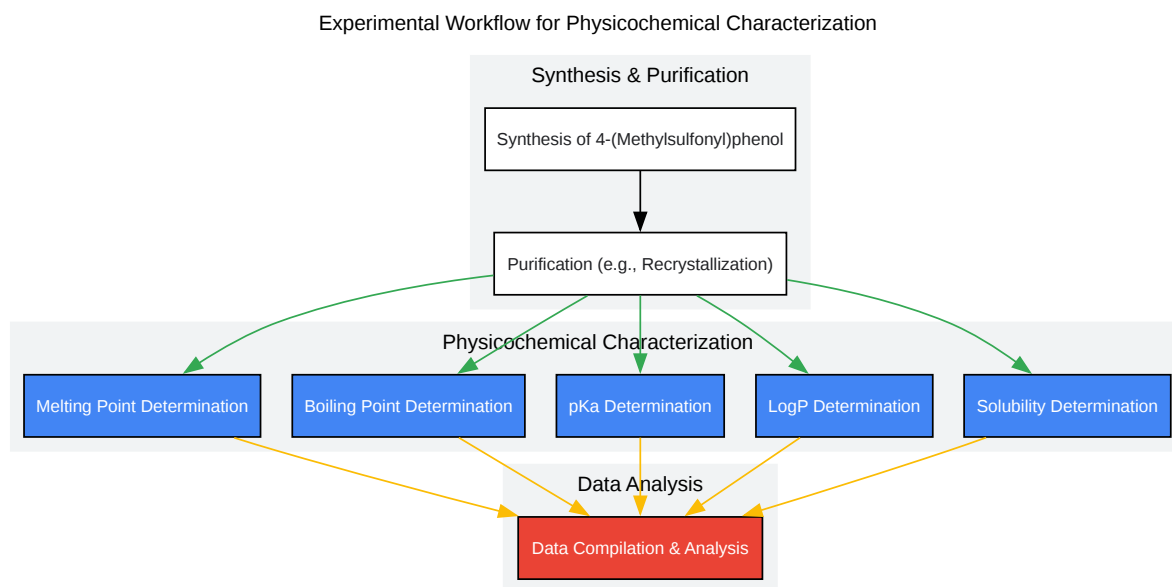 Experimental Workflow for Physicochemical Characterization
Synthesis & Purification
Synthesis of 4-(Methylsulfonyl)phenol
Purification (e.g., Recrystallization)
Physicochemical Characterization
Melting Point Determination
Boiling Point Determination
pKa Determination
LogP Determination
Solubility Determination
Data Analysis
Data Compilation & Analysis